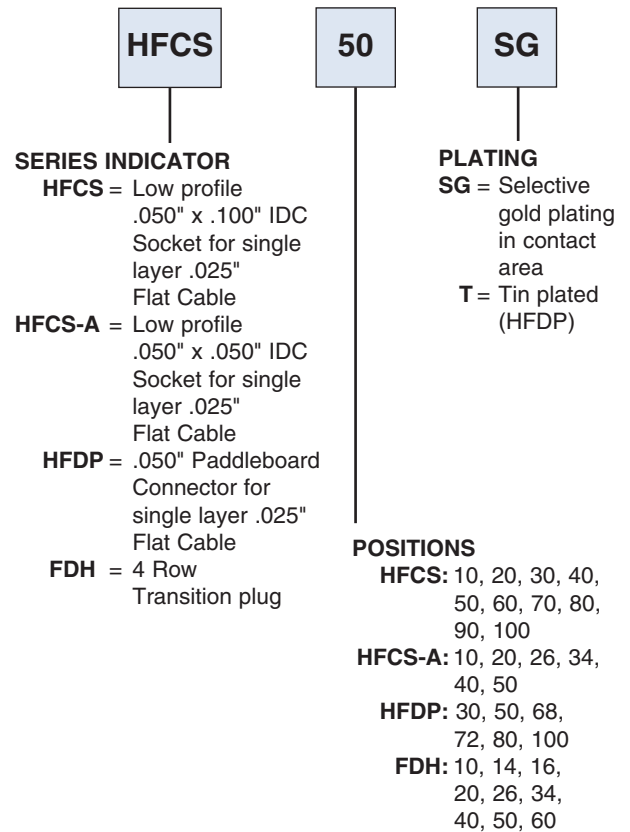 HFCS 50 SG
SERIES INDICATOR
HFCS = Low profile
.050" x .100" IDC
Socket for single
layer .025"
Flat Cable
HFCS-A = Low profile
.050" x .050" IDC
Socket for single
layer .025"
Flat Cable
HFDP = .050" Paddleboard
Connector for
single layer .025"
Flat Cable
FDH = 4 Row
Transition plug
PLATING
SG = Selective
gold plating
in contact
area
T = Tin plated
(HFDP)
POSITIONS
HFCS: 10, 20, 30, 40,
50, 60, 70, 80,
90, 100
HFCS-A: 10, 20, 26, 34,
40, 50
HFDP: 30, 50, 68,
72, 80, 100
FDH: 10, 14, 16,
20, 26, 34,
40, 50, 60